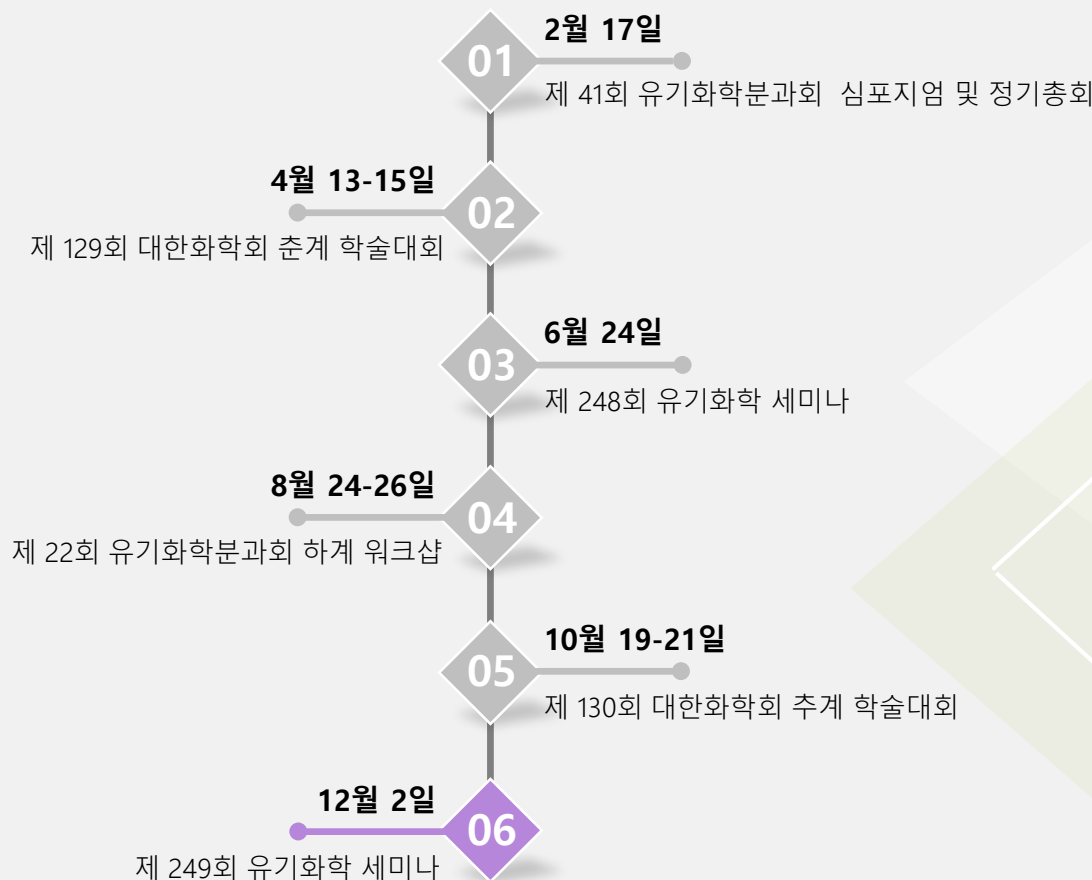 01
2월 17일
제 41회 유기화학분과회 심포지엄 및 정기총회
02
4월 13-15일
제 129회 대한화학회 춘계 학술대회
03
6월 24일
제 248회 유기화학 세미나
04
8월 24-26일
제 22회 유기화학분과회 하계 워크샵
05
10월 19-21일
제 130회 대한화학회 추계 학술대회
06
12월 2일
제 249회 유기화학 세미나